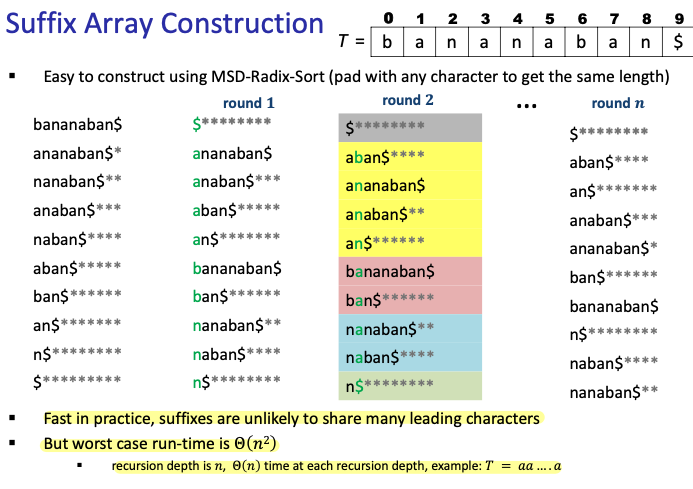 Suffix Array Construction
0 1 2 3 4 5 6 7 8 9
T = b a n a n a b a n $
▪ Easy to construct using MSD-Radix-Sort (pad with any character to get the same length)
round 1 round 2 ... round n
bananaban$
ananaban$*
nanaban$**
anaban$***
naban$****
aban$*****
ban$******
an$*******
n$********
$*********
$********
ananaban$
anaban$***
aban$*****
an$*******
bananaban$
ban$******
nanaban$**
naban$****
n$********
$********
aban$****
ananaban$
anaban$**
an$******
bananaban$
ban$******
nanaban$**
naban$****
n$********
$********
aban$****
an$*******
anaban$***
ananaban$*
ban$******
bananaban$
n$********
naban$****
nanaban$**
▪ Fast in practice, suffixes are unlikely to share many leading characters
▪ But worst case run-time is Θ(n²)
▪ recursion depth is n, Θ(n) time at each recursion depth, example: T = aa ....a